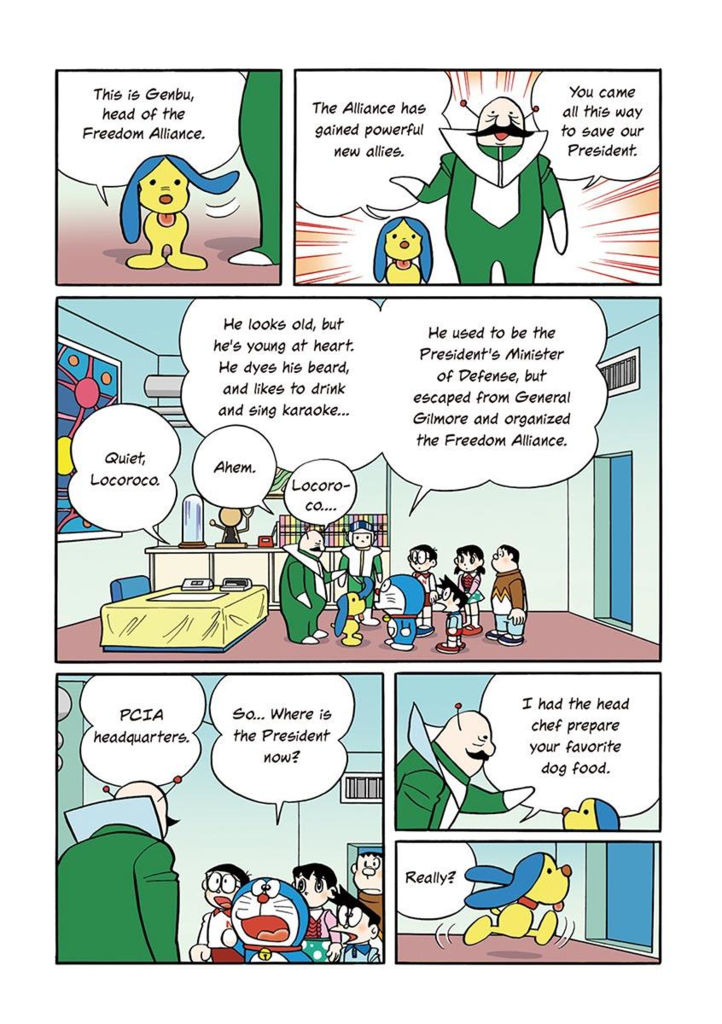 You came
all this way
to save our
President.
The Alliance has
gained powerful
new allies.
This is Genbu,
head of the
Freedom Alliance.
He used to be the
President's Minister
of Defense, but
escaped from General
Gilmore and organized
the Freedom Alliance.
He looks old, but
he's young at heart.
He dyes his beard,
and likes to drink
and sing karaoke...
Locoro-
co....
Ahem.
Quiet,
Locoroco.
I had the head
chef prepare
your favorite
dog food.
Really?
So... Where is
the President
now?
PCIA
headquarters.